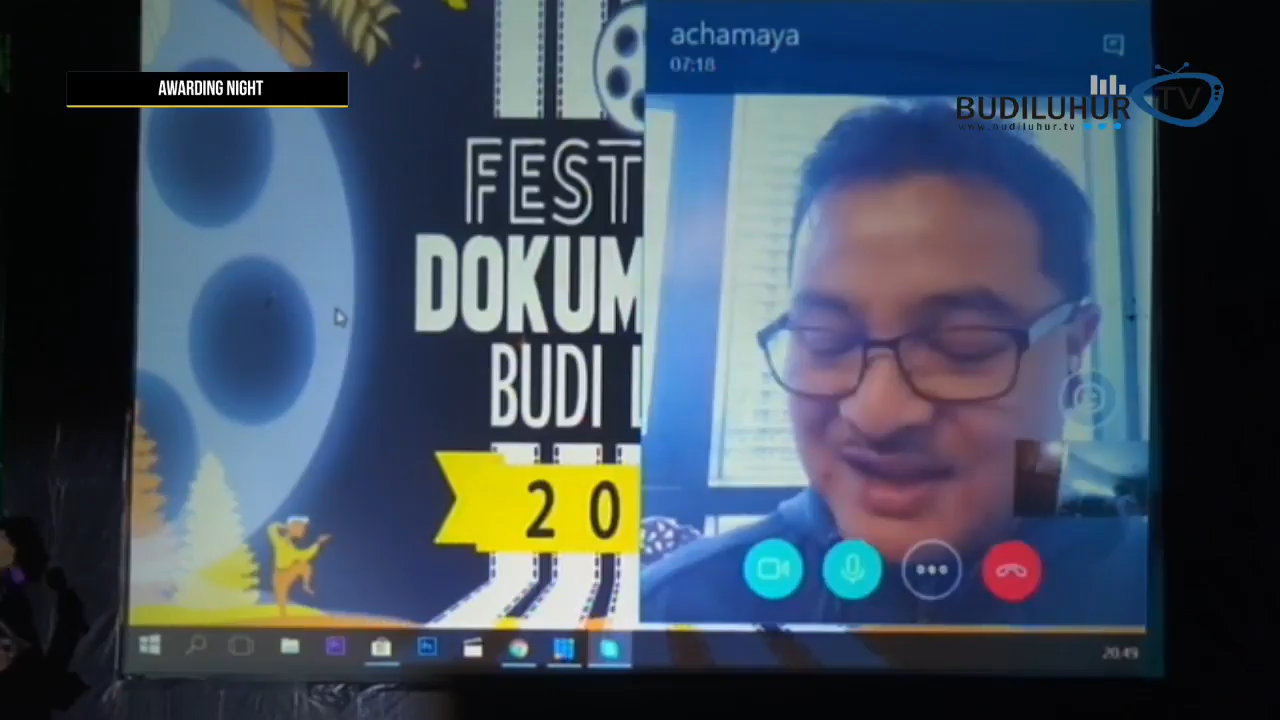 AWARDING NIGHT
achamaya
07:18
BUDILUHUR TV
www.budiluhur.tv
FEST
DOKUM
BUDI L
20
20.49